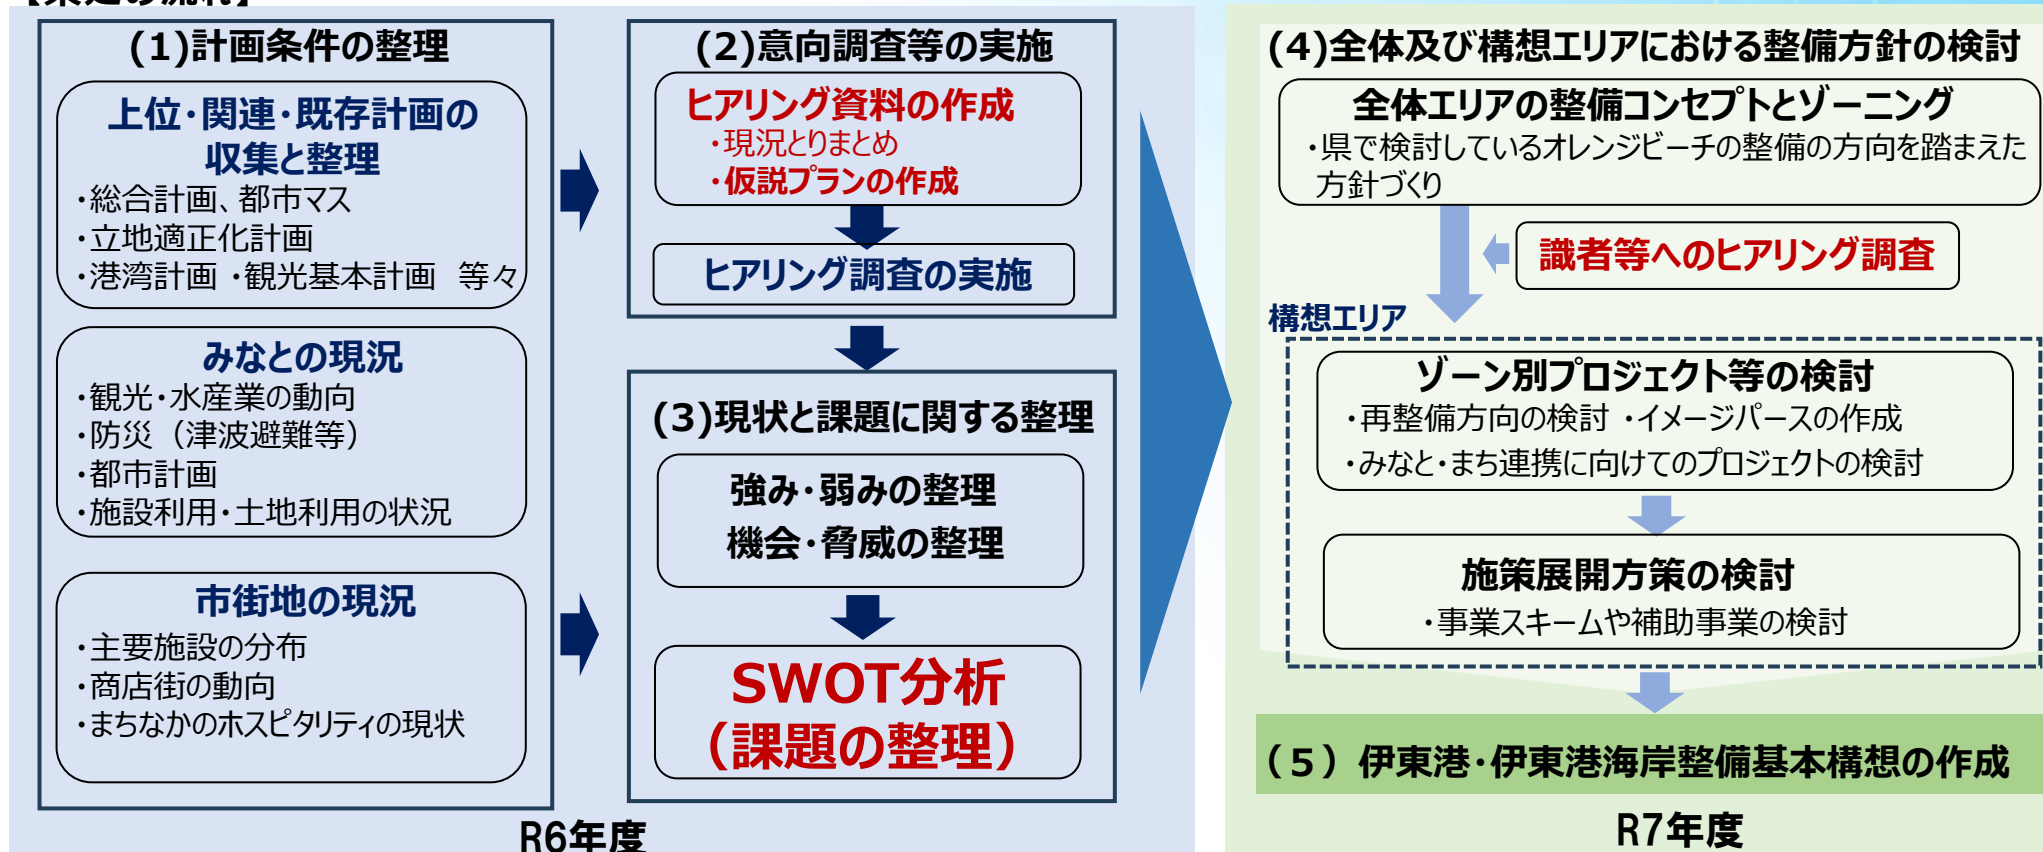 【策定の流れ】
(1)計画条件の整理
上位・関連・既存計画の
収集と整理
・総合計画、都市マス
・立地適正化計画
・港湾計画 ・観光基本計画 等々
みなとの現況
・観光・水産業の動向
・防災（津波避難等）
・都市計画
・施設利用・土地利用の状況
市街地の現況
・主要施設の分布
・商店街の動向
・まちなかのホスピタリティの現状
(2)意向調査等の実施
ヒアリング資料の作成
・現況とりまとめ
・仮説プランの作成
ヒアリング調査の実施
(3)現状と課題に関する整理
強み・弱みの整理
機会・脅威の整理
SWOT分析
（課題の整理）
R6年度
(4)全体及び構想エリアにおける整備方針の検討
全体エリアの整備コンセプトとゾーニング
・県で検討しているオレンジビーチの整備の方向を踏まえた
方針づくり
識者等へのヒアリング調査
構想エリア
ゾーン別プロジェクト等の検討
・再整備方向の検討 ・イメージパースの作成
・みなと・まち連携に向けてのプロジェクトの検討
施策展開方策の検討
・事業スキームや補助事業の検討
（５）伊東港・伊東港海岸整備基本構想の作成
R7年度